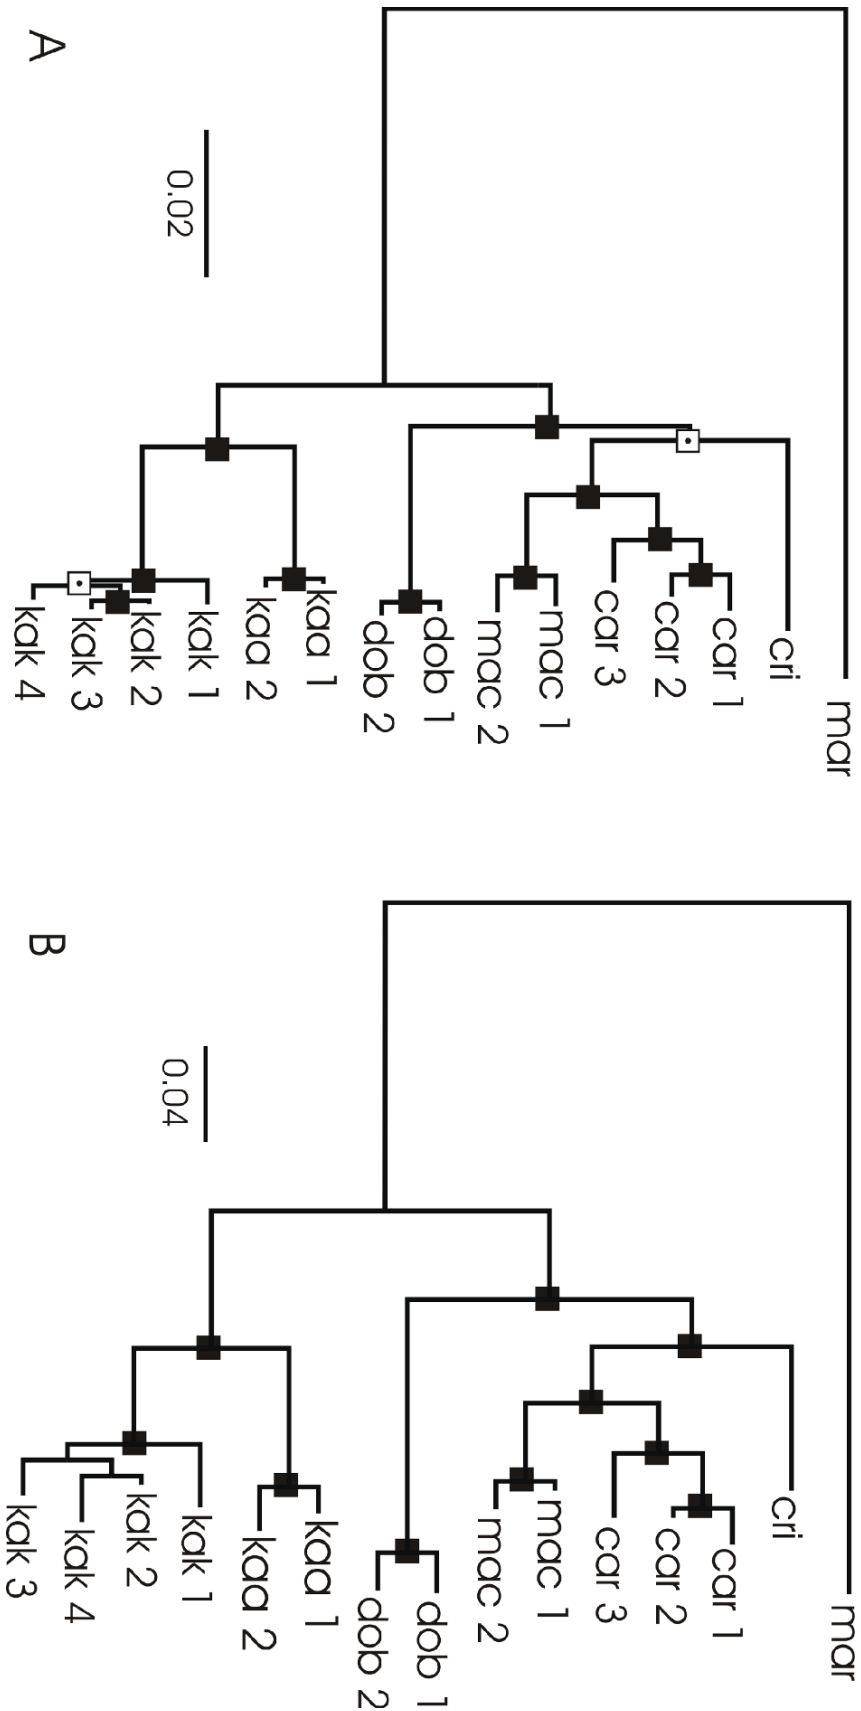 A
0.02
mar
cri
car 1
car 2
car 3
mac 1
mac 2
dob 1
dob 2
kaa 1
kaa 2
kak 1
kak 2
kak 3
kak 4
B
0.04
mar
cri
car 1
car 2
car 3
mac 1
mac 2
dob 1
dob 2
kaa 1
kaa 2
kak 1
kak 2
kak 4
kak 3